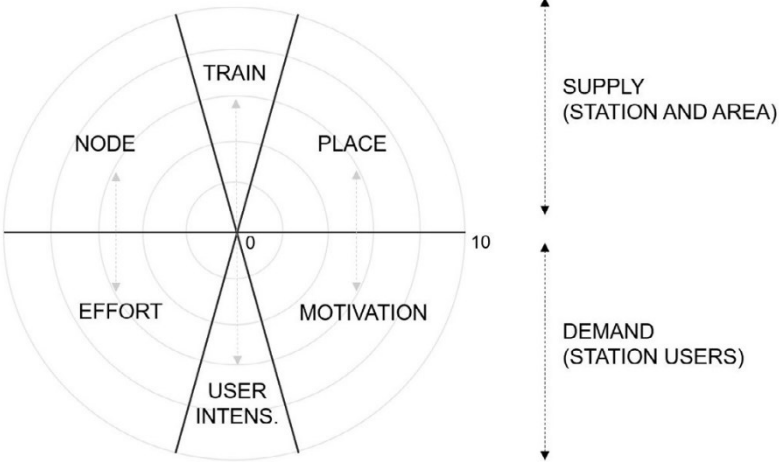 TRAIN
NODE
PLACE
0
10
EFFORT
MOTIVATION
USER
INTENS.
SUPPLY
(STATION AND AREA)
DEMAND
(STATION USERS)